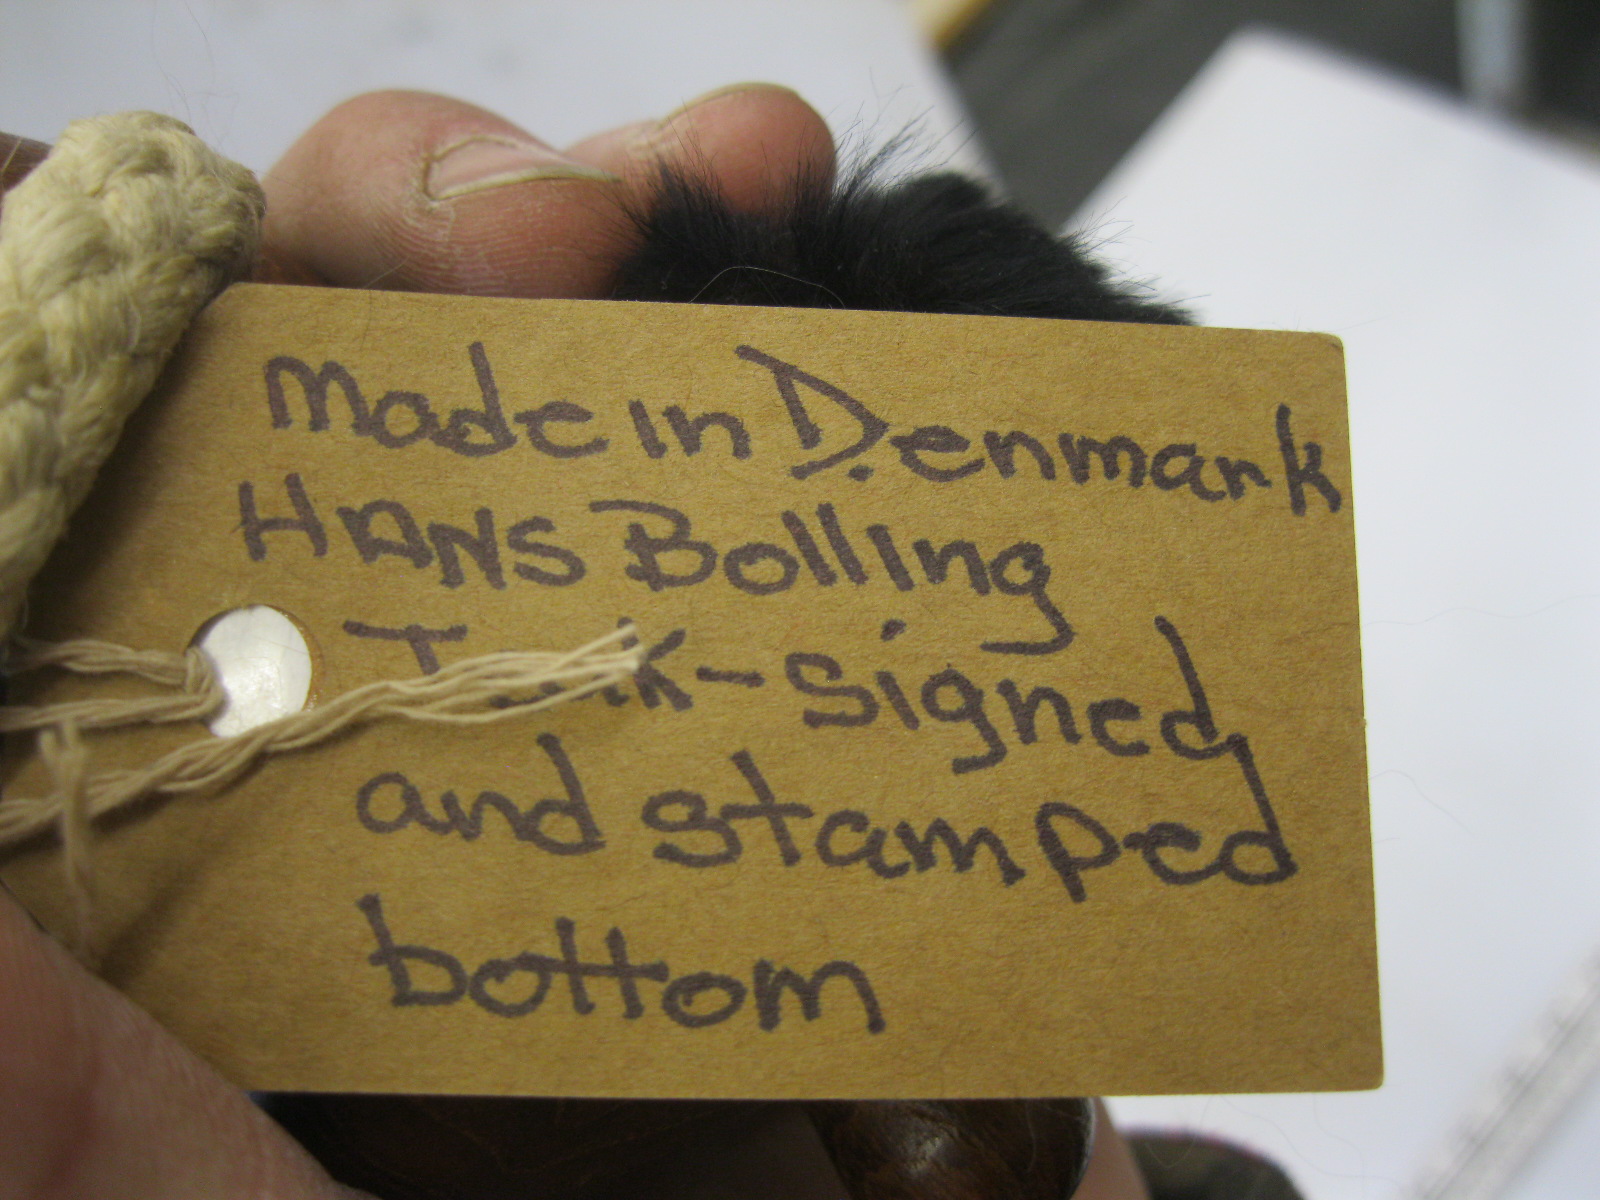 made in Denmark
HANS Bolling
-signed
and stamped
bottom